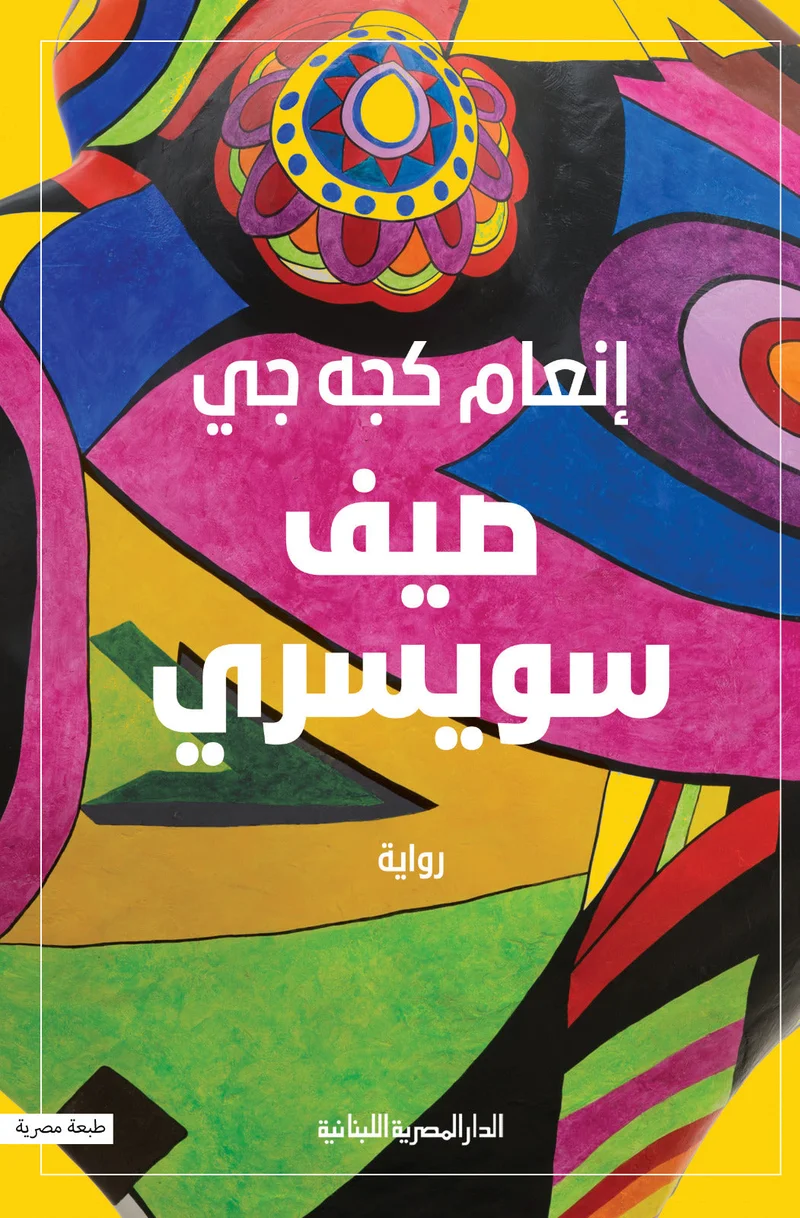 إنعام كجه جي
صيف
سويسري
رواية
الدار المصرية اللبنانية
طبعة مصرية